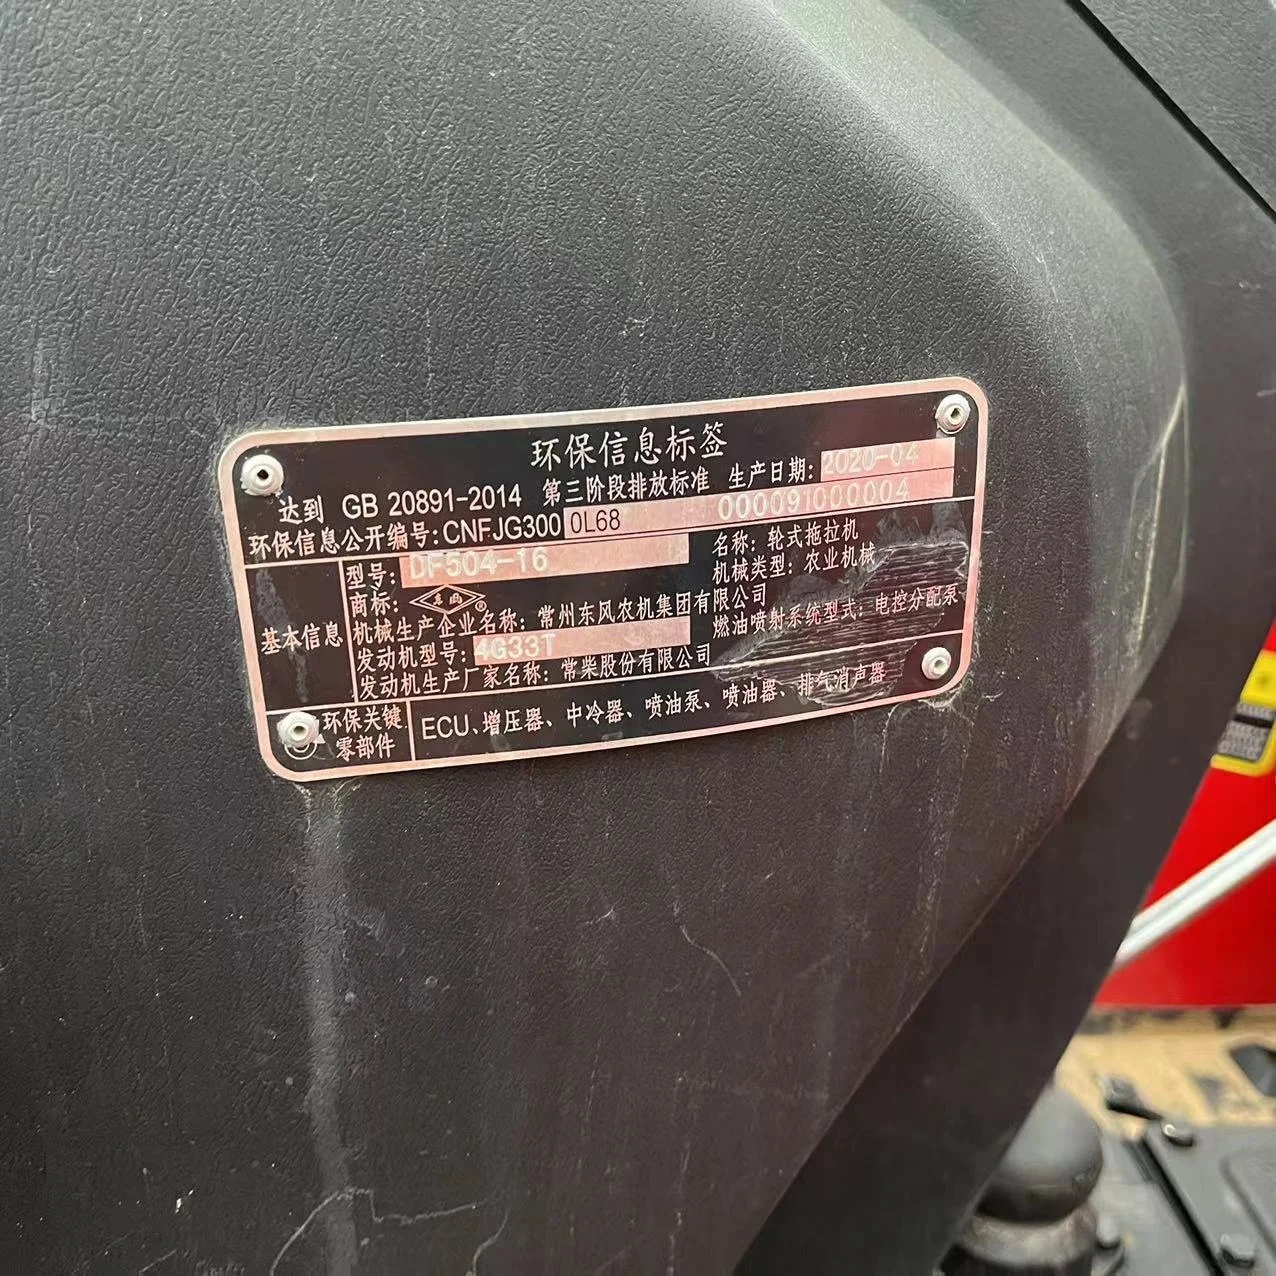 环保信息标签
达到 GB 20891-2014 第三阶段排放标准 生产日期: 2020-04
环保信息公开编号: CNFJG3000L68 000091000004
基本信息
型号: DF504-16 名称: 轮式拖拉机
商标: 东风® 机械类型: 农业机械
机械生产企业名称: 常州东风农机集团有限公司
发动机型号: 4G33T 燃油喷射系统型式: 电控分配泵
发动机生产厂家名称: 常柴股份有限公司
环保关键零部件 ECU、增压器、中冷器、喷油泵、喷油器、排气消声器